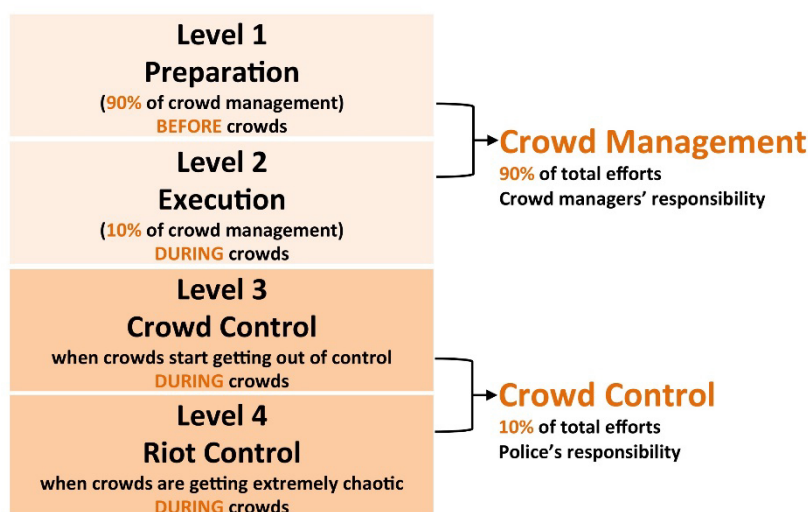 Level 1
Preparation
(90% of crowd management)
BEFORE crowds
Level 2
Execution
(10% of crowd management)
DURING crowds
Crowd Management
90% of total efforts
Crowd managers’ responsibility
Level 3
Crowd Control
when crowds start getting out of control
DURING crowds
Level 4
Riot Control
when crowds are getting extremely chaotic
DURING crowds
Crowd Control
10% of total efforts
Police’s responsibility